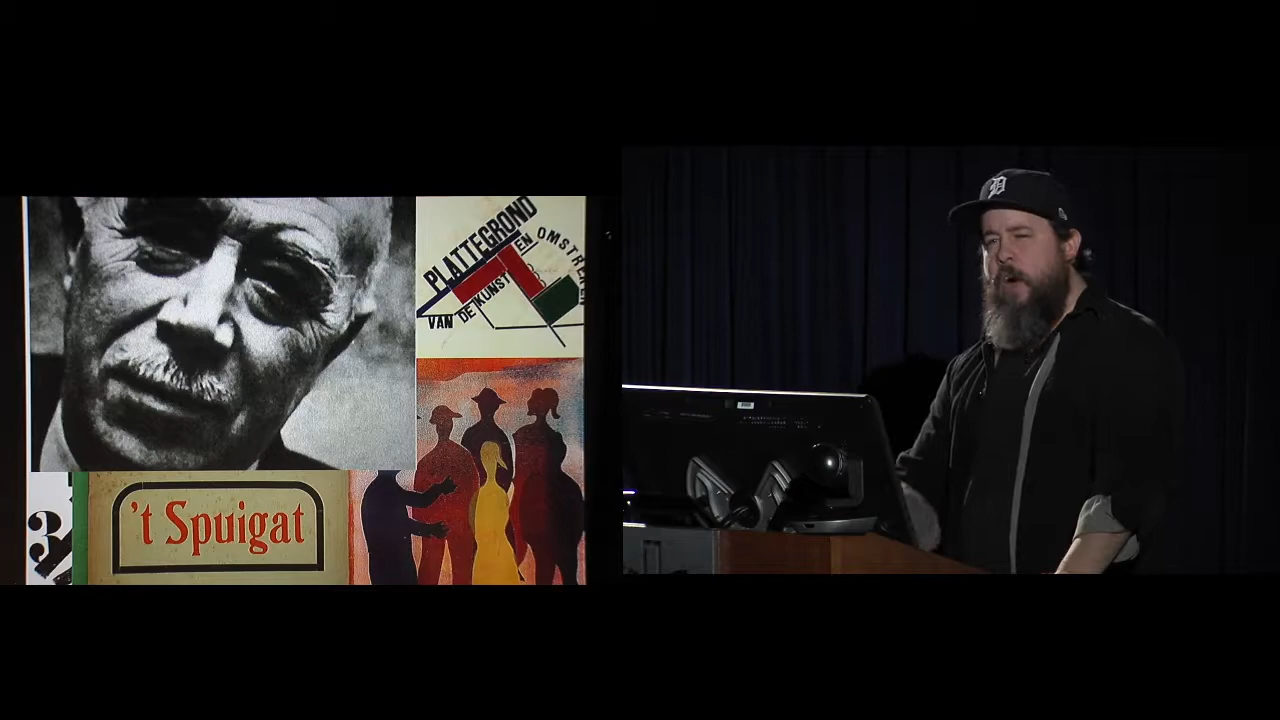 PLATTEGROND
EN OMSTREKEN
VAN DE KUNST
3
't Spuigat
D